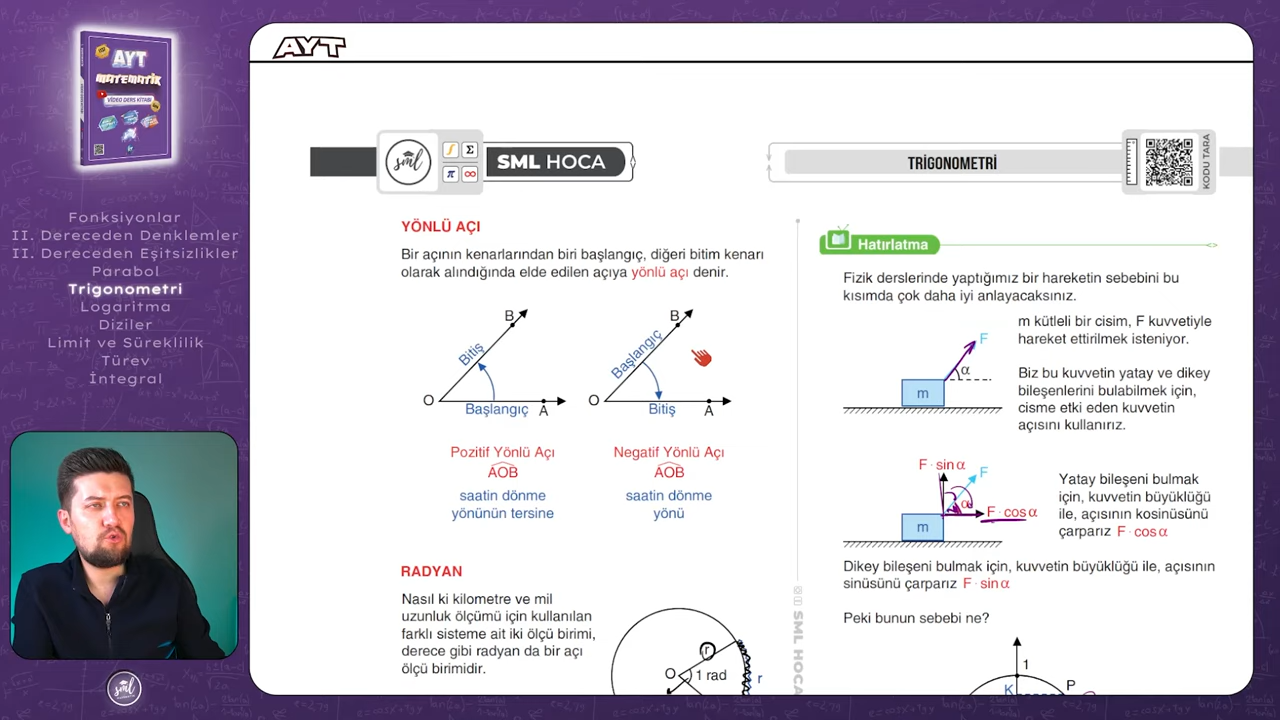 AYT
MATEMATİK
VİDEO DERS KİTABI
Fonksiyonlar
II. Dereceden Denklemler
II. Dereceden Eşitsizlikler
Parabol
Trigonometri
Logaritma
Diziler
Limit ve Süreklilik
Türev
İntegral
sml
AYT
sml
∫ Σ
π ∞
SML HOCA
TRİGONOMETRİ
KODU TARA
YÖNLÜ AÇI
Bir açının kenarlarından biri başlangıç, diğeri bitim kenarı
olarak alındığında elde edilen açıya yönlü açı denir.
B
Bitiş
O
Başlangıç
A
B
Başlangıç
O
Bitiş
A
Pozitif Yönlü Açı
AOB
saatin dönme
yönünün tersine
Negatif Yönlü Açı
AOB
saatin dönme
yönü
RADYAN
Nasıl ki kilometre ve mil
uzunluk ölçümü için kullanılan
farklı sisteme ait iki ölçü birimi,
derece gibi radyan da bir açı
ölçü birimidir.
r
O
1 rad
r
SML HOCA
Hatırlatma
Fizik derslerinde yaptığımız bir hareketin sebebini bu
kısımda çok daha iyi anlayacaksınız.
F
α
m
m kütleli bir cisim, F kuvvetiyle
hareket ettirilmek isteniyor.
Biz bu kuvvetin yatay ve dikey
bileşenlerini bulabilmek için,
cisme etki eden kuvvetin
açısını kullanırız.
F · sin α
F
α
F · cos α
m
Yatay bileşeni bulmak
için, kuvvetin büyüklüğü
ile, açısının kosinüsünü
çarparız F · cos α
Dikey bileşeni bulmak için, kuvvetin büyüklüğü ile, açısının
sinüsünü çarparız F · sin α
Peki bunun sebebi ne?
1
K
P